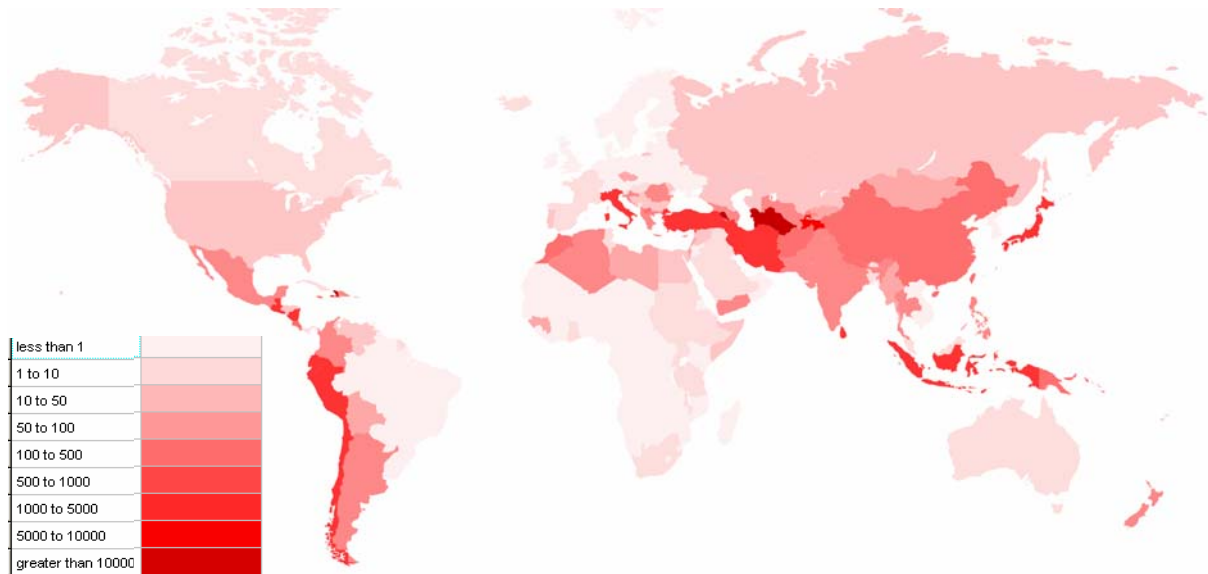 less than 1
1 to 10
10 to 50
50 to 100
100 to 500
500 to 1000
1000 to 5000
5000 to 10000
greater than 10000